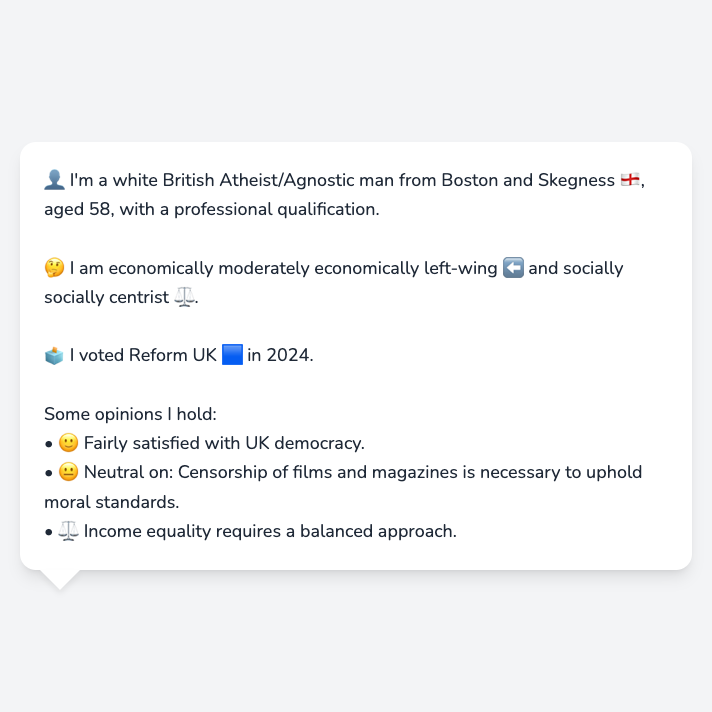 👤 I'm a white British Atheist/Agnostic man from Boston and Skegness 🏴󠁧󠁢󠁥󠁮󠁧󠁿,
aged 58, with a professional qualification.
🤔 I am economically moderately economically left-wing ⬅️ and socially
socially centrist ⚖️.
🗳️ I voted Reform UK 🟦 in 2024.
Some opinions I hold:
• 🙂 Fairly satisfied with UK democracy.
• 😐 Neutral on: Censorship of films and magazines is necessary to uphold
moral standards.
• ⚖️ Income equality requires a balanced approach.